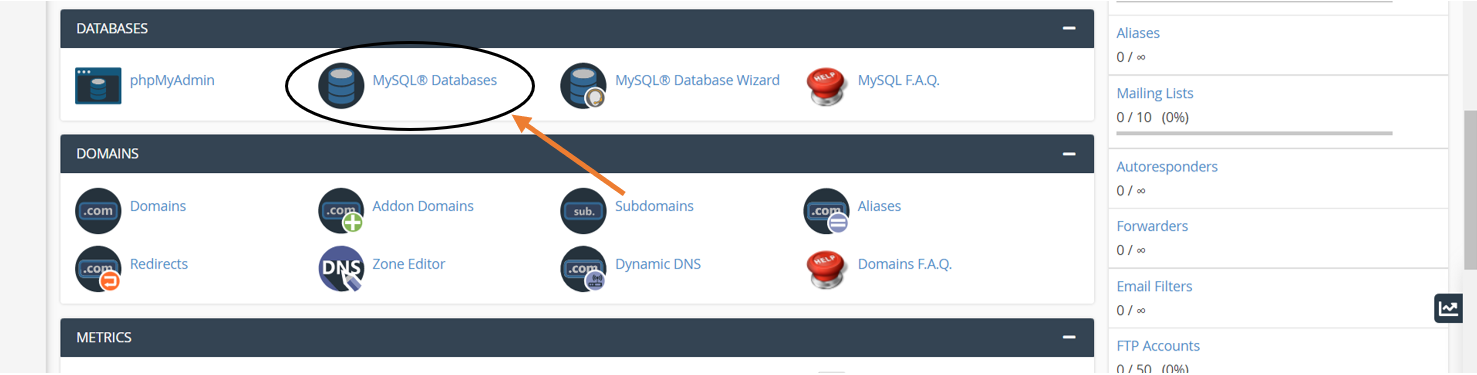 DATABASES
phpMyAdmin
MySQL® Databases
MySQL® Database Wizard
HELP
MySQL F.A.Q.
DOMAINS
.com
Domains
.com
Addon Domains
sub.
Subdomains
.com
Aliases
.com
Redirects
DNS
Zone Editor
.com
Dynamic DNS
HELP
Domains F.A.Q.
METRICS
Aliases
0 / ∞
Mailing Lists
0 / 10 (0%)
Autoresponders
0 / ∞
Forwarders
0 / ∞
Email Filters
0 / ∞
FTP Accounts
0 / 50 (0%)